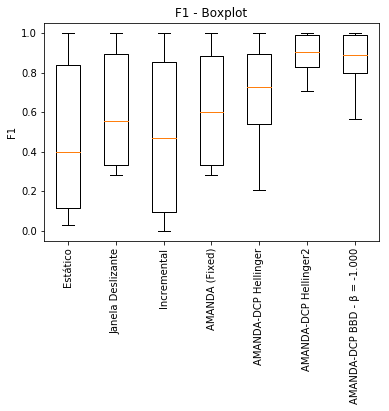 F1 - Boxplot
F1
1.0
0.8
0.6
0.4
0.2
0.0
Estático
Janela Deslizante
Incremental
AMANDA (Fixed)
AMANDA-DCP Hellinger
AMANDA-DCP Hellinger2
AMANDA-DCP BBD - β = -1.000